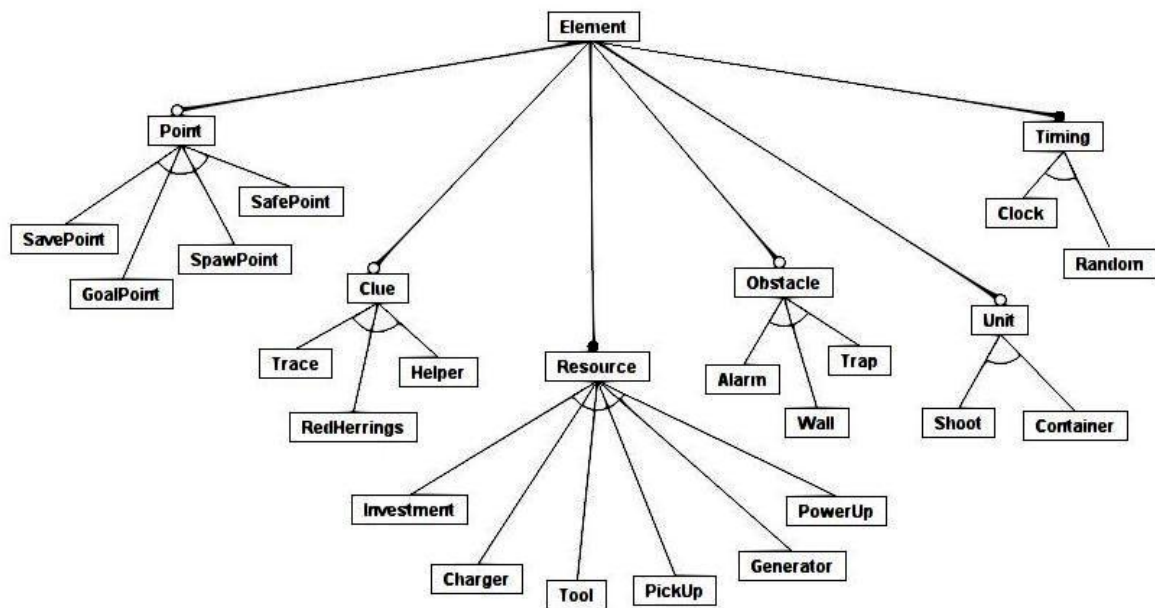 Element
Point
Timing
SafePoint
Clock
SavePoint
SpawPoint
Random
GoalPoint
Clue
Obstacle
Unit
Trace
Helper
Resource
Alarm
Trap
RedHerrings
Wall
Shoot
Container
Investment
PowerUp
Charger
Tool
PickUp
Generator